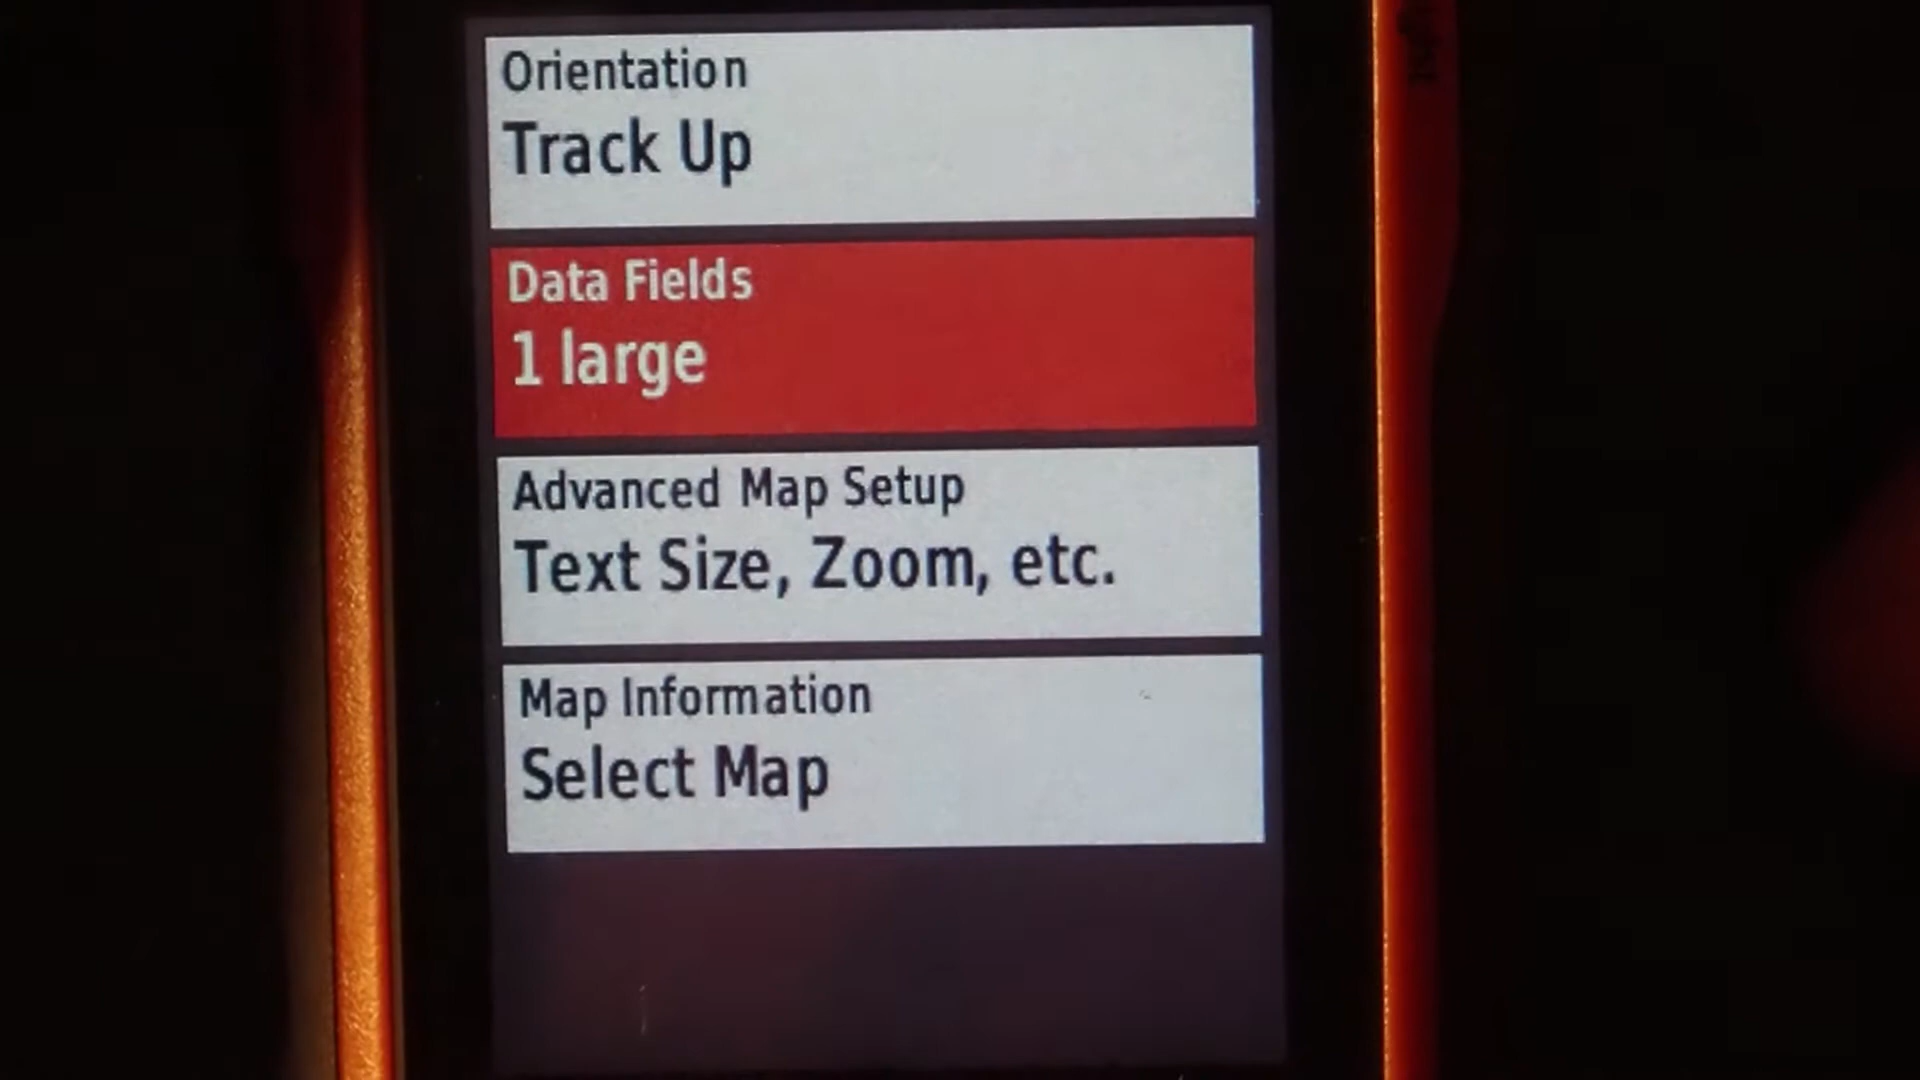 Orientation
Track Up
Data Fields
1 large
Advanced Map Setup
Text Size, Zoom, etc.
Map Information
Select Map